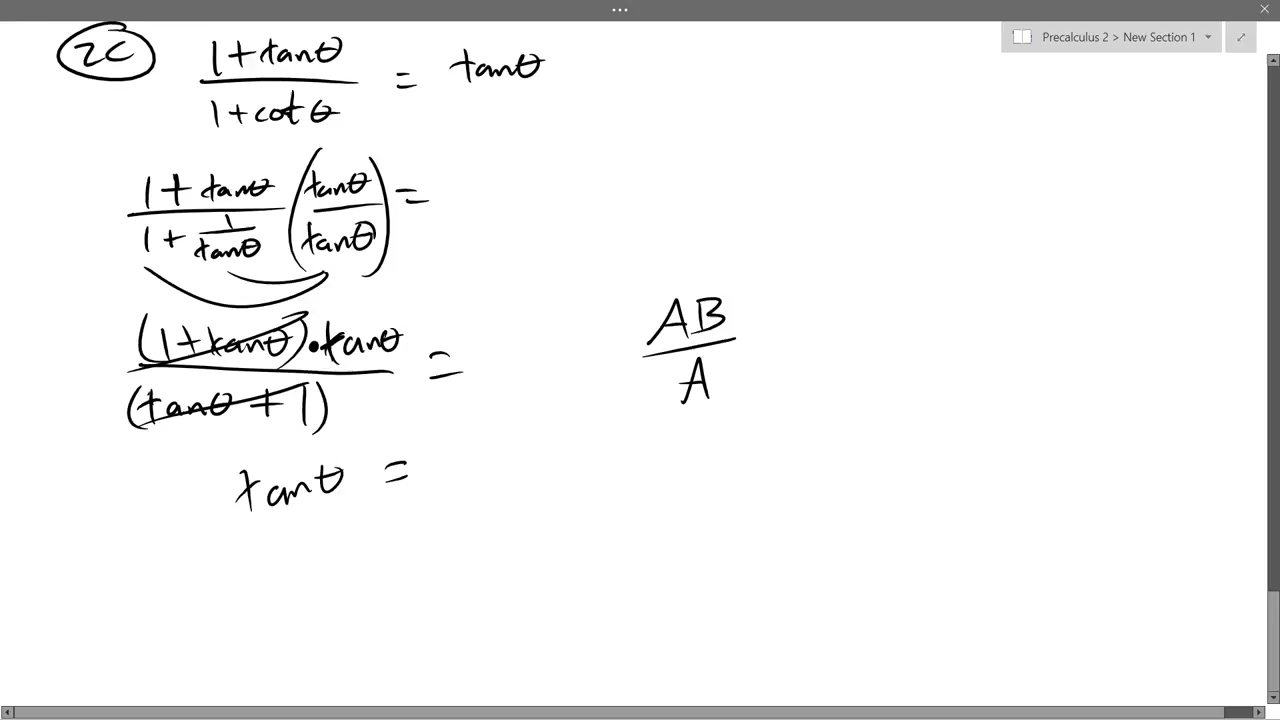 Precalculus 2 > New Section 1
2C
1+tanθ / 1+cotθ = tanθ
1+tanθ / 1+ 1/tanθ (tanθ/tanθ) =
(1+tanθ)•tanθ / (tanθ+1) =
AB / A
tanθ =